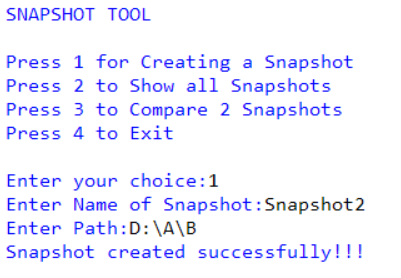 SNAPSHOT TOOL
Press 1 for Creating a Snapshot
Press 2 to Show all Snapshots
Press 3 to Compare 2 Snapshots
Press 4 to Exit
Enter your choice:1
Enter Name of Snapshot:Snapshot2
Enter Path:D:\A\B
Snapshot created successfully!!!